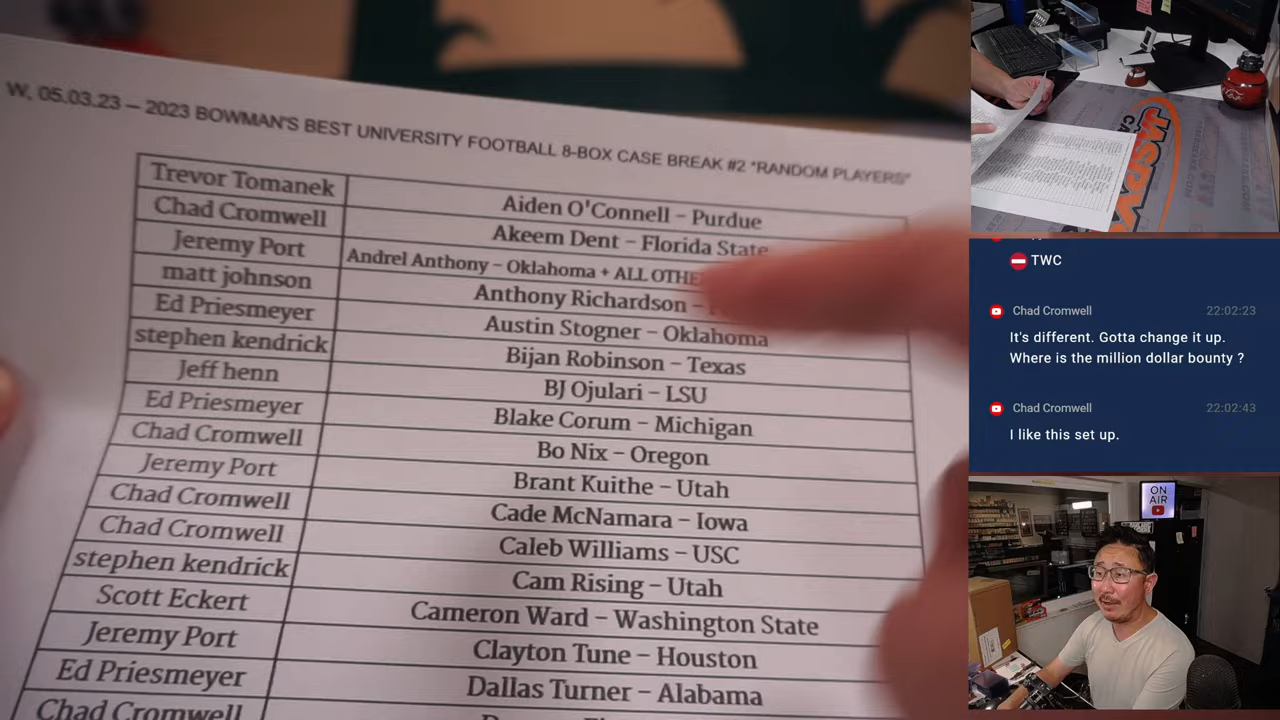 W, 05.03.23 – 2023 BOWMAN'S BEST UNIVERSITY FOOTBALL 8-BOX CASE BREAK #2 *RANDOM PLAYERS*
Trevor Tomanek Aiden O'Connell – Purdue
Chad Cromwell Akeem Dent – Florida State
Jeremy Port Andrel Anthony – Oklahoma + ALL OTHE
matt johnson Anthony Richardson –
Ed Priesmeyer Austin Stogner – Oklahoma
stephen kendrick Bijan Robinson – Texas
Jeff henn BJ Ojulari – LSU
Ed Priesmeyer Blake Corum – Michigan
Chad Cromwell Bo Nix – Oregon
Jeremy Port Brant Kuithe – Utah
Chad Cromwell Cade McNamara – Iowa
Chad Cromwell Caleb Williams – USC
stephen kendrick Cam Rising – Utah
Scott Eckert Cameron Ward – Washington State
Jeremy Port Clayton Tune – Houston
Ed Priesmeyer Dallas Turner – Alabama
Chad Cromwell
TWC
Chad Cromwell 22:02:23
It's different. Gotta change it up.
Where is the million dollar bounty ?
Chad Cromwell 22:02:43
I like this set up.
ON
AIR
JASPY